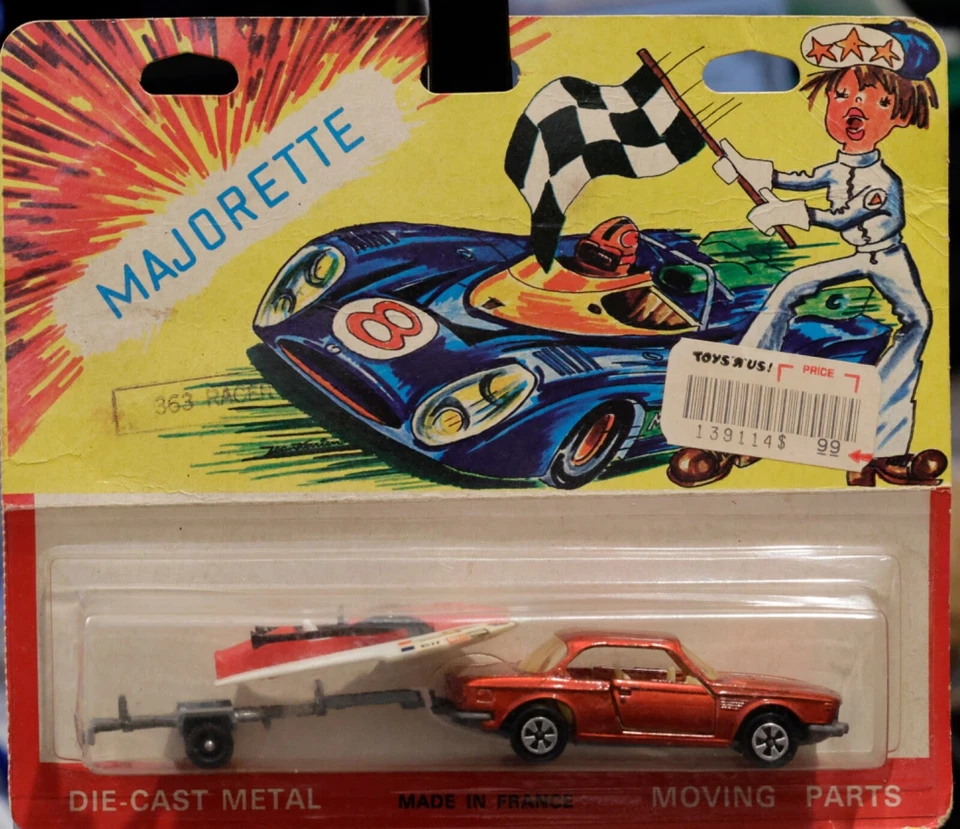 MAJORETTE
8
363 RACER
TOYS"R"US!
PRICE
139114$ 99
DIE-CAST METAL
MADE IN FRANCE
MOVING PARTS